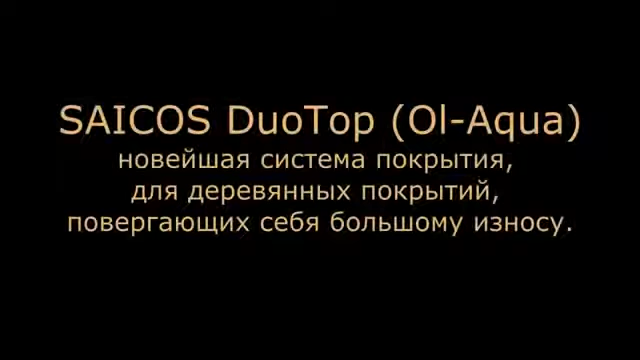 SAICOS DuoTop (Ol-Aqua)
новейшая система покрытия,
для деревянных покрытий,
повергающих себя большому износу.